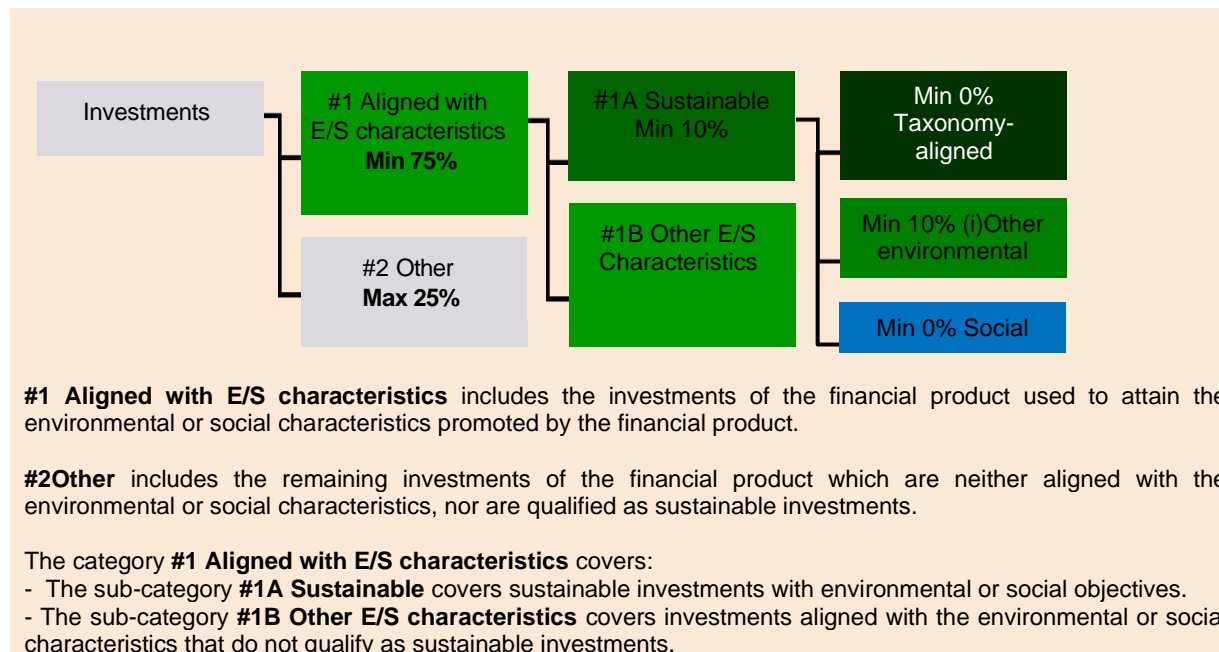 Investments
#1 Aligned with
E/S characteristics
Min 75%
#2 Other
Max 25%
#1A Sustainable
Min 10%
#1B Other E/S
Characteristics
Min 0%
Taxonomy-
aligned
Min 10% (i)Other
environmental
Min 0% Social
#1 Aligned with E/S characteristics includes the investments of the financial product used to attain the
environmental or social characteristics promoted by the financial product.
#2Other includes the remaining investments of the financial product which are neither aligned with the
environmental or social characteristics, nor are qualified as sustainable investments.
The category #1 Aligned with E/S characteristics covers:
- The sub-category #1A Sustainable covers sustainable investments with environmental or social objectives.
- The sub-category #1B Other E/S characteristics covers investments aligned with the environmental or social
characteristics that do not qualify as sustainable investments.